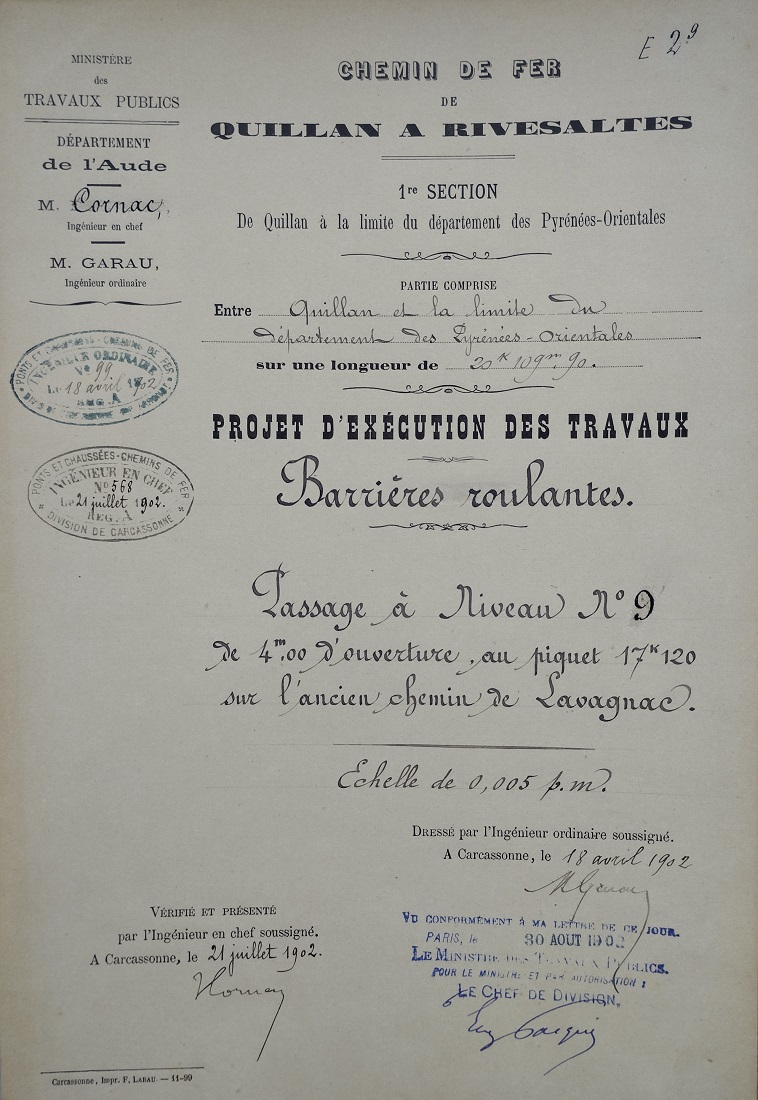 E 2 9
MINISTÈRE
des
TRAVAUX PUBLICS
DÉPARTEMENT
de l'Aude
M. Cornac,
Ingénieur en chef
M. GARAU,
Ingénieur ordinaire
PONTS ET CHAUSSÉES - CHEMINS DE FER
INGÉNIEUR ORDINAIRE
No 99
Le 18 avril 1902
REG. A
PONTS ET CHAUSSÉES - CHEMINS DE FER
INGÉNIEUR EN CHEF
No 568
Le 21 juillet 1902.
REG. A
DIVISION DE CARCASSONNE
CHEMIN DE FER
DE
QUILLAN A RIVESALTES
1re SECTION
De Quillan à la limite du département des Pyrénées-Orientales
PARTIE COMPRISE
Entre Quillan et la limite du
département des Pyrénées-Orientales
sur une longueur de 20k 109m,90.
PROJET D'EXÉCUTION DES TRAVAUX
Barrières roulantes.
Passage à Niveau No 9
de 4m,00 d'ouverture, au piquet 17k 120
sur l'ancien chemin de Lavagnac.
Echelle de 0,005 p.m.
DRESSÉ par l'Ingénieur ordinaire soussigné.
A Carcassonne, le 18 avril 1902
MGarau
VU CONFORMÉMENT À MA LETTRE DE CE JOUR.
PARIS, le 30 AOUT 1902
LE MINISTRE DES TRAVAUX PUBLICS.
POUR LE MINISTRE ET PAR AUTORISATION :
LE CHEF DE DIVISION,
VÉRIFIÉ ET PRÉSENTÉ
par l'Ingénieur en chef soussigné.
A Carcassonne, le 21 juillet 1902.
Carcassonne, Impr. F. LABAU. — 11-99